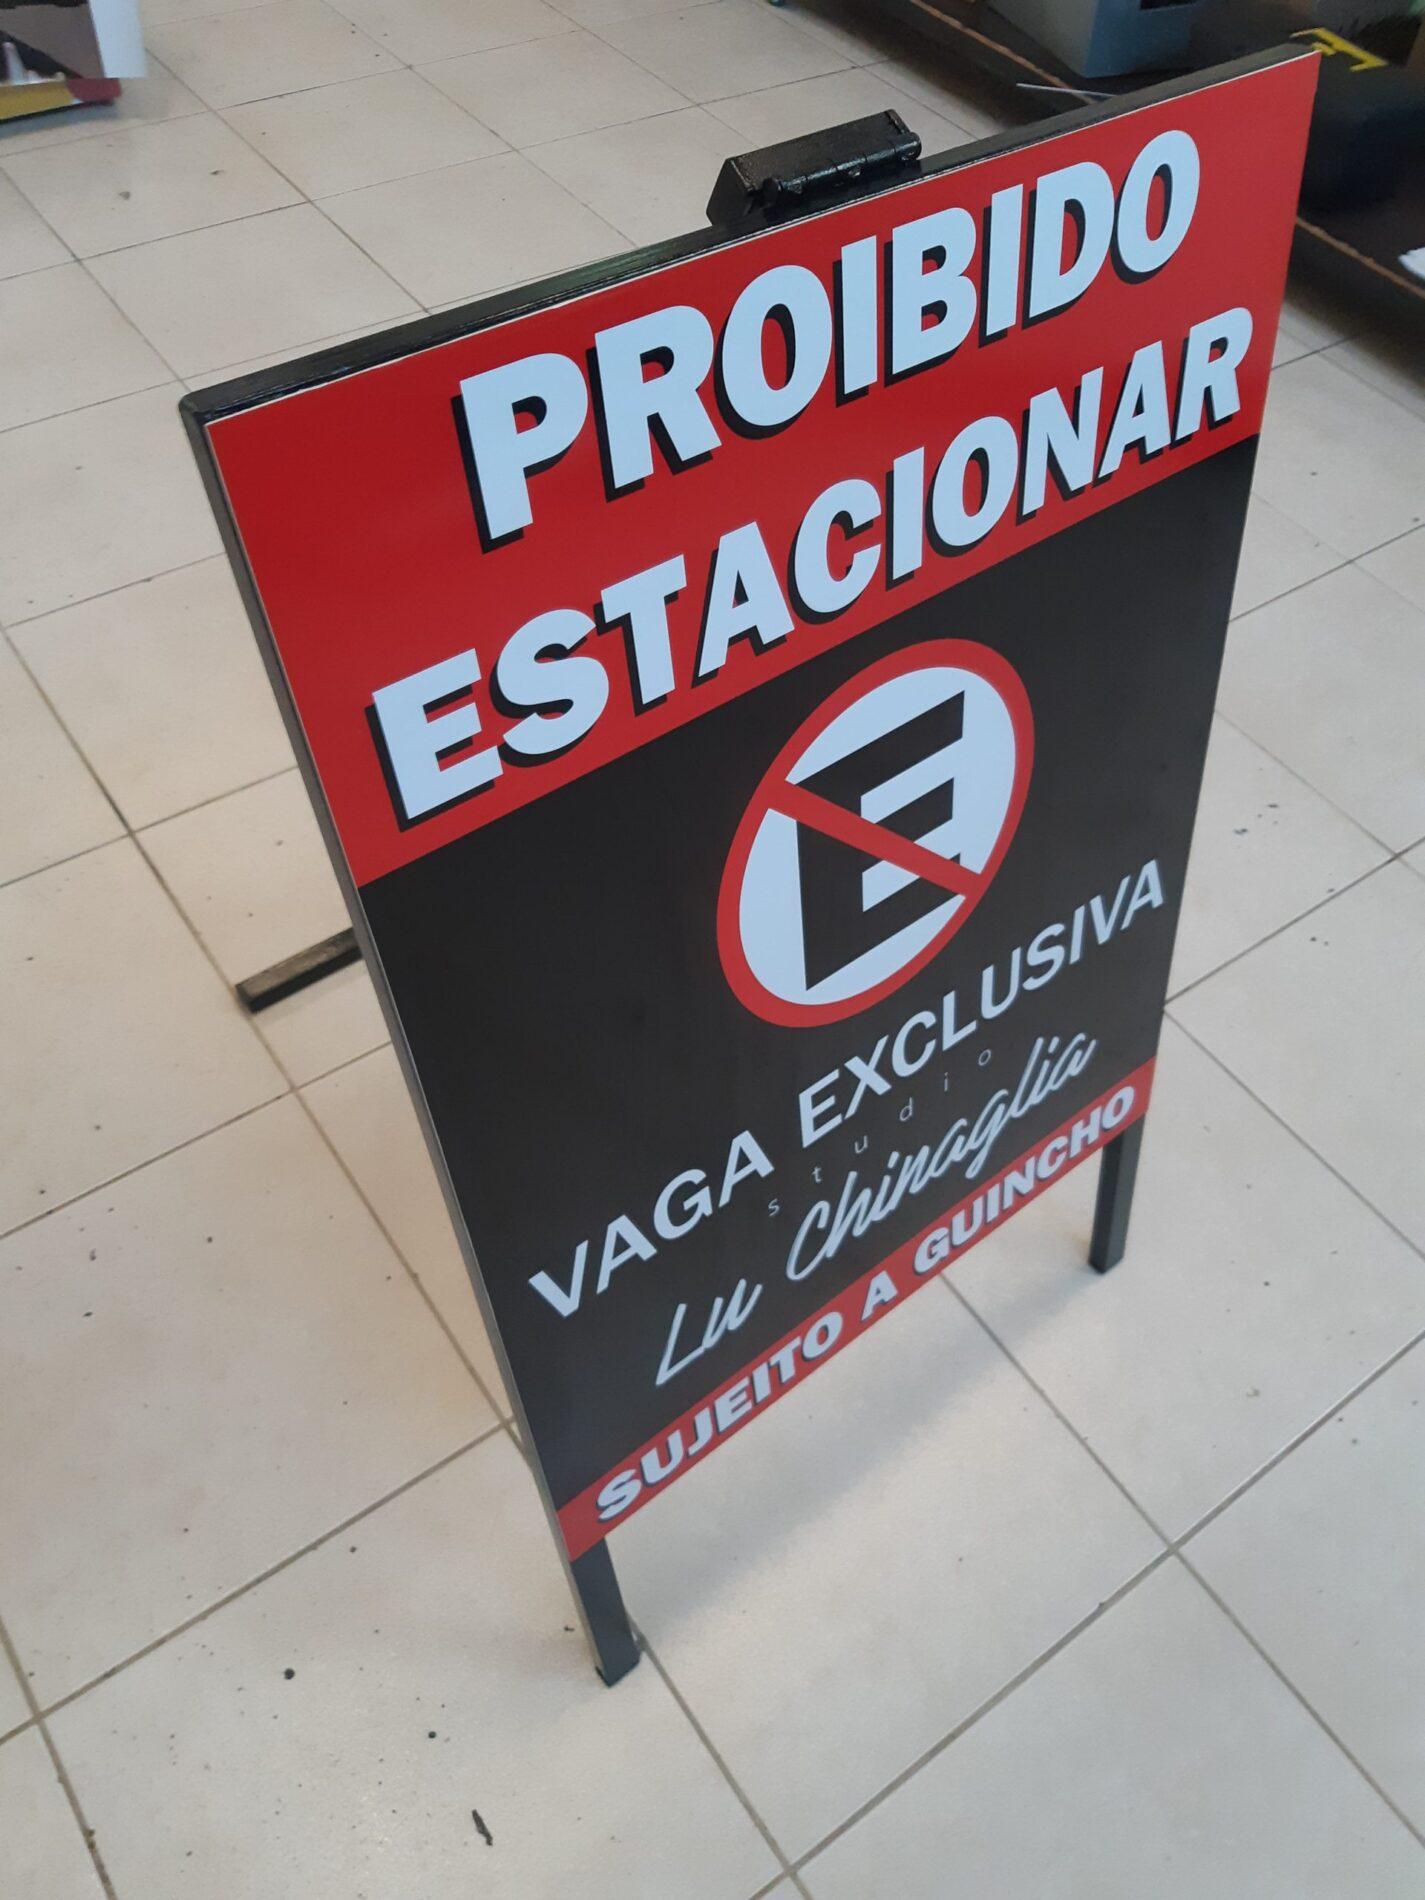 PROIBIDO
ESTACIONAR
E
VAGA EXCLUSIVA
studio
Lu Chinaglia
SUJEITO A GUINCHO